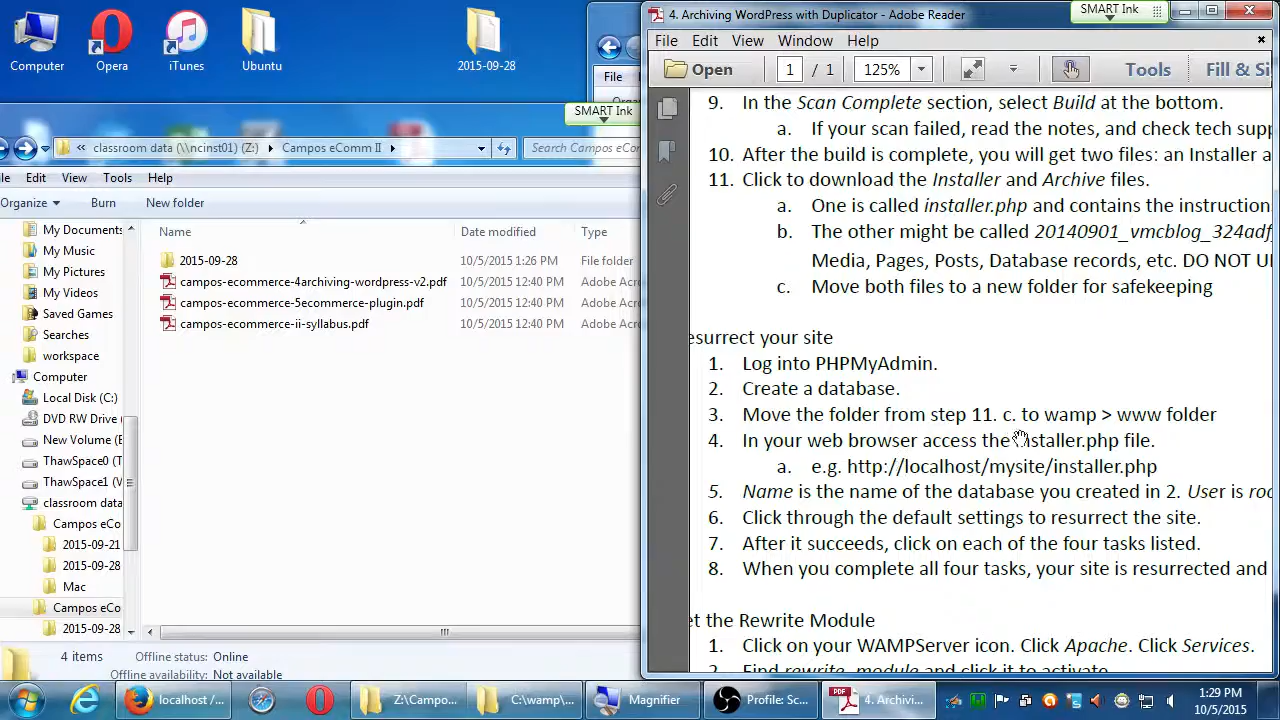 Computer
Opera
iTunes
Ubuntu
2015-09-28
File
SMART Ink
classroom data (\\ncinst01) (Z:)
Campos eComm II
Search Campos eComm II
Edit
View
Tools
Help
Organize
Burn
New folder
My Documents
My Music
My Pictures
My Videos
Saved Games
Searches
workspace
Computer
Local Disk (C:)
DVD RW Drive (
New Volume (E
ThawSpace0 (T
ThawSpace1 (V
classroom data
Campos eCo
2015-09-21
2015-09-28
Mac
Campos eCo
2015-09-28
Name
Date modified
Type
2015-09-28
10/5/2015 1:26 PM
File folder
campos-ecommerce-4archiving-wordpress-v2.pdf
10/5/2015 12:40 PM
Adobe Acro
campos-ecommerce-5ecommerce-plugin.pdf
10/5/2015 12:40 PM
Adobe Acro
campos-ecommerce-ii-syllabus.pdf
10/5/2015 12:40 PM
Adobe Acro
4 items
Offline status: Online
Offline availability: Not available
4. Archiving WordPress with Duplicator - Adobe Reader
SMART Ink
File Edit View Window Help
Open
1 / 1
125%
Tools
Fill & Si
9. In the Scan Complete section, select Build at the bottom.
a. If your scan failed, read the notes, and check tech supp
10. After the build is complete, you will get two files: an Installer a
11. Click to download the Installer and Archive files.
a. One is called installer.php and contains the instruction
b. The other might be called 20140901_vmcblog_324adf
Media, Pages, Posts, Database records, etc. DO NOT U
c. Move both files to a new folder for safekeeping
esurrect your site
1. Log into PHPMyAdmin.
2. Create a database.
3. Move the folder from step 11. c. to wamp > www folder
4. In your web browser access the installer.php file.
a. e.g. http://localhost/mysite/installer.php
5. Name is the name of the database you created in 2. User is roo
6. Click through the default settings to resurrect the site.
7. After it succeeds, click on each of the four tasks listed.
8. When you complete all four tasks, your site is resurrected and
et the Rewrite Module
1. Click on your WAMPServer icon. Click Apache. Click Services.
2. Find rewrite_module and click it to activate
localhost /...
Z:\Campo...
C:\wamp\...
Magnifier
Profile: Sc...
4. Archivi...
1:29 PM
10/5/2015